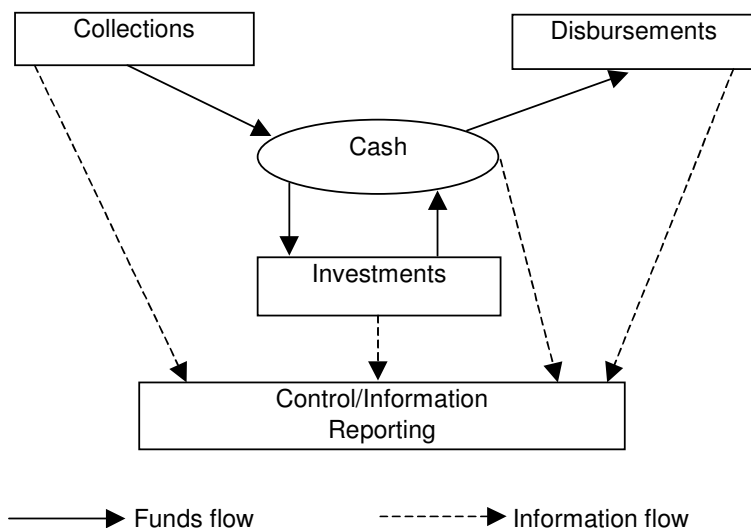 Collections
Disbursements
Cash
Investments
Control/Information
Reporting
Funds flow
Information flow